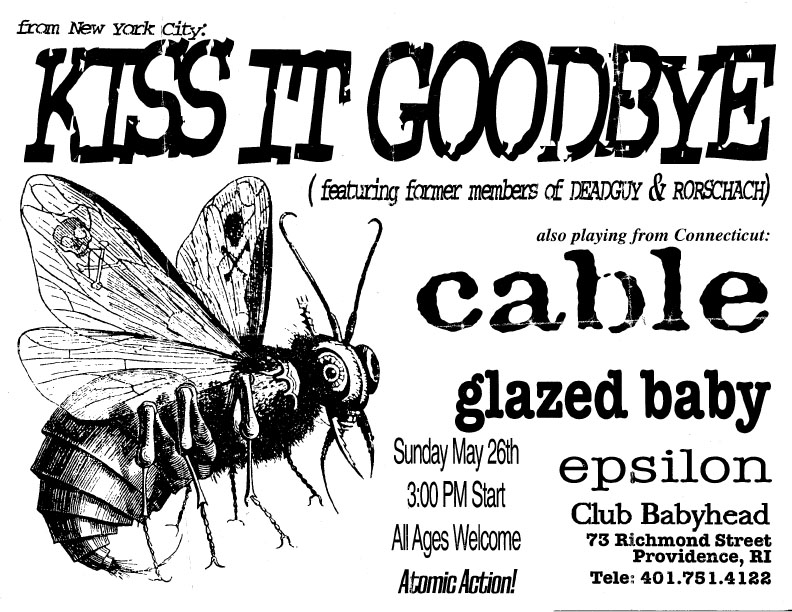 from New York City:
KISS IT GOODBYE
( featuring former members of DEADGUY & RORSCHACH)
also playing from Connecticut:
cable
glazed baby
epsilon
Sunday May 26th
3:00 PM Start
All Ages Welcome
Atomic Action!
Club Babyhead
73 Richmond Street
Providence, RI
Tele: 401.751.4122